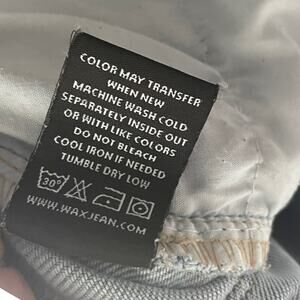 COLOR MAY TRANSFER
WHEN NEW
MACHINE WASH COLD
SEPARATELY INSIDE OUT
OR WITH LIKE COLORS
DO NOT BLEACH
COOL IRON IF NEEDED
TUMBLE DRY LOW
30°
WWW.WAXJEAN.COM